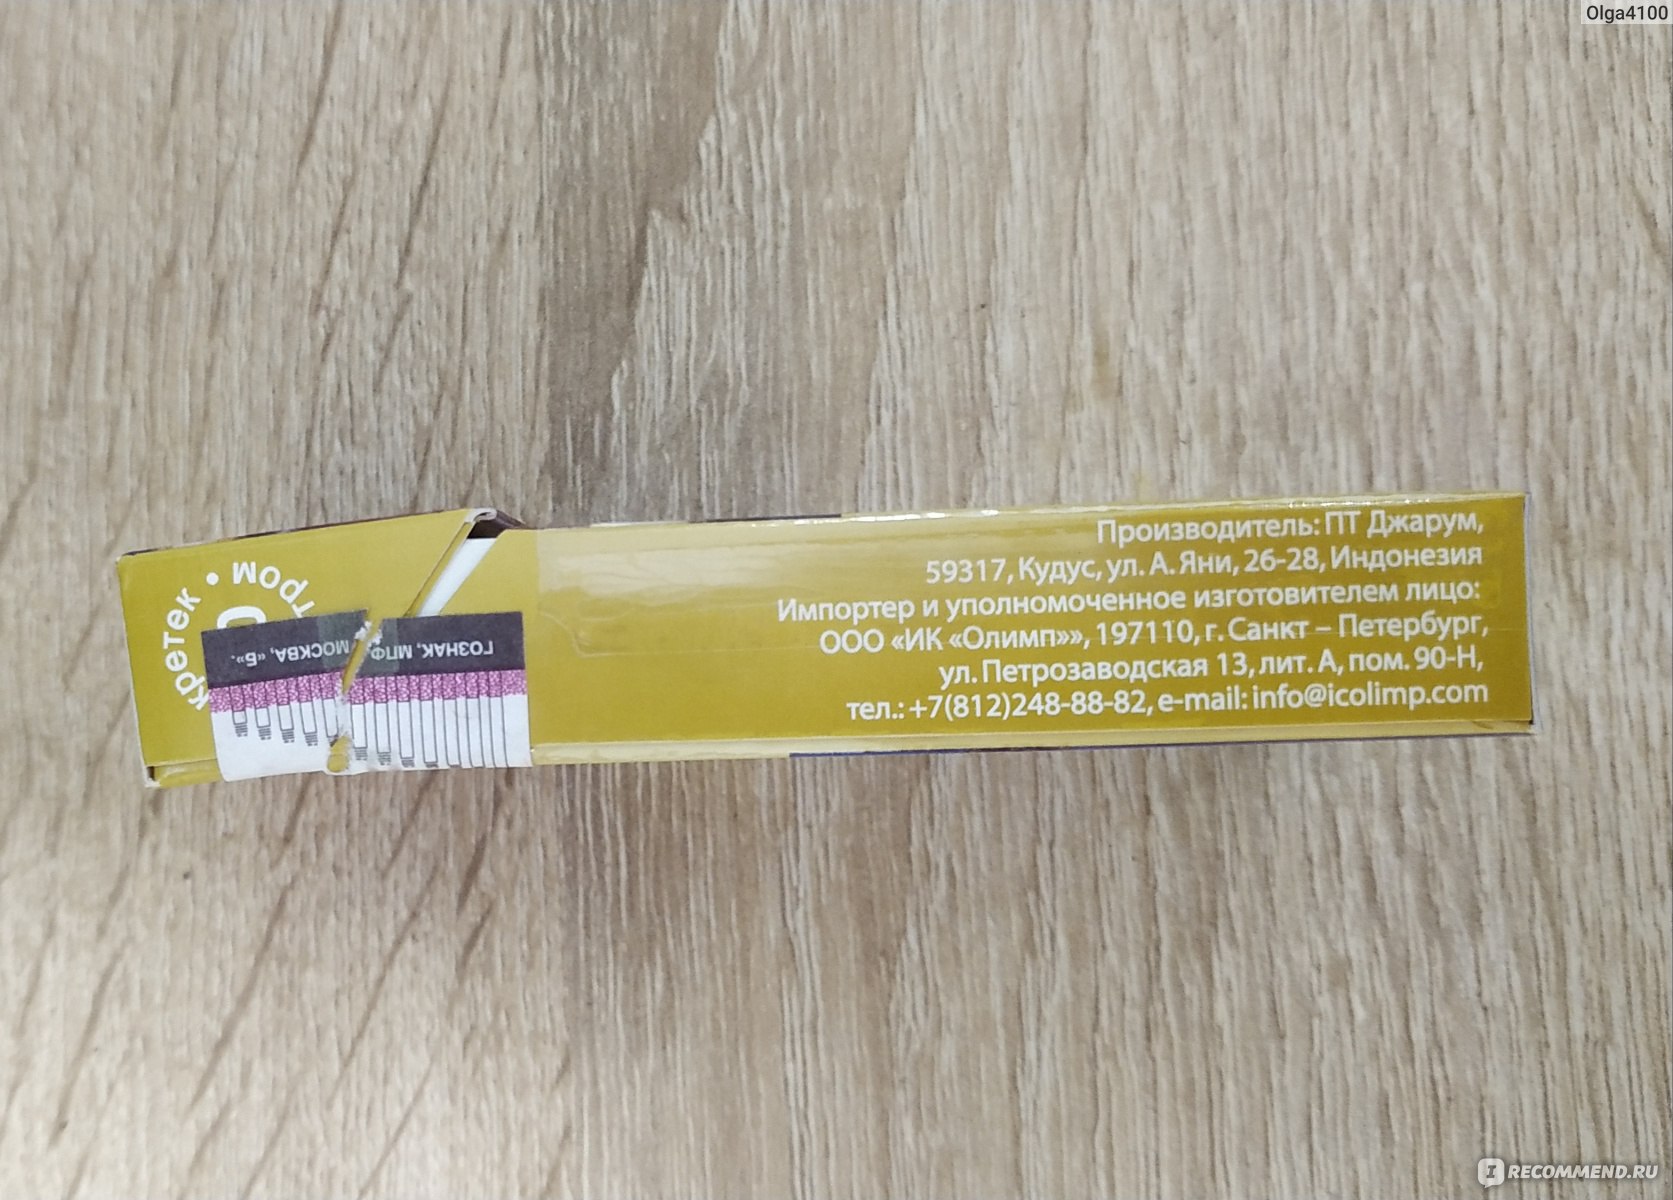 Olga4100
кретек •
Производитель: ПТ Джарум,
59317, Кудус, ул. А. Яни, 26-28, Индонезия
Импортер и уполномоченное изготовителем лицо:
ООО «ИК «Олимп»», 197110, г. Санкт – Петербург,
ул. Петрозаводская 13, лит. А, пом. 90-Н,
тел.: +7(812)248-88-82, e-mail: info@icolimp.com
ГОЗНАК, МПФ,
МОСКВА, «Б».
RECOMMEND.RU